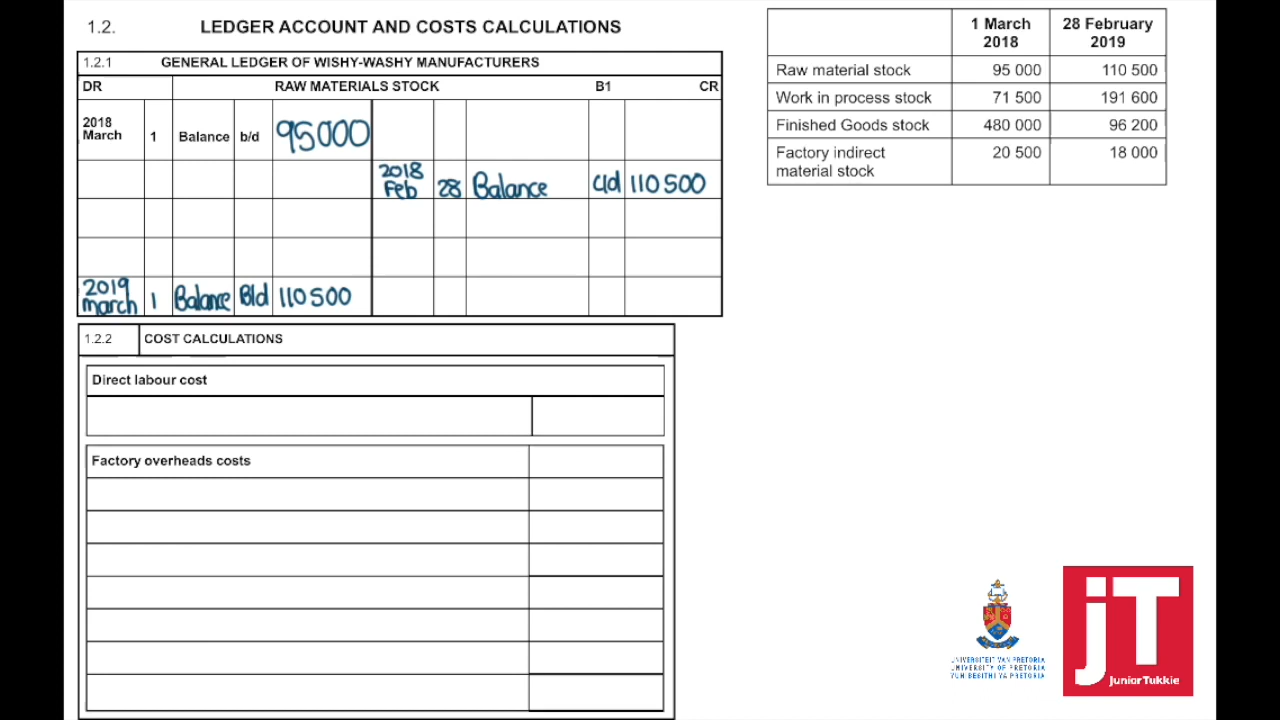 1.2. LEDGER ACCOUNT AND COSTS CALCULATIONS
1.2.1 GENERAL LEDGER OF WISHY-WASHY MANUFACTURERS
DR RAW MATERIALS STOCK B1 CR
2018 March 1 Balance b/d 95000
2018 Feb 28 Balance c/d 110 500
2019 march 1 Balance B/d 110 500
1.2.2 COST CALCULATIONS
Direct labour cost
Factory overheads costs
1 March 2018 28 February 2019
Raw material stock 95 000 110 500
Work in process stock 71 500 191 600
Finished Goods stock 480 000 96 200
Factory indirect material stock 20 500 18 000
UNIVERSITEIT VAN PRETORIA
UNIVERSITY OF PRETORIA
YUNIBESITHI YA PRETORIA
jT
JuniorTukkie